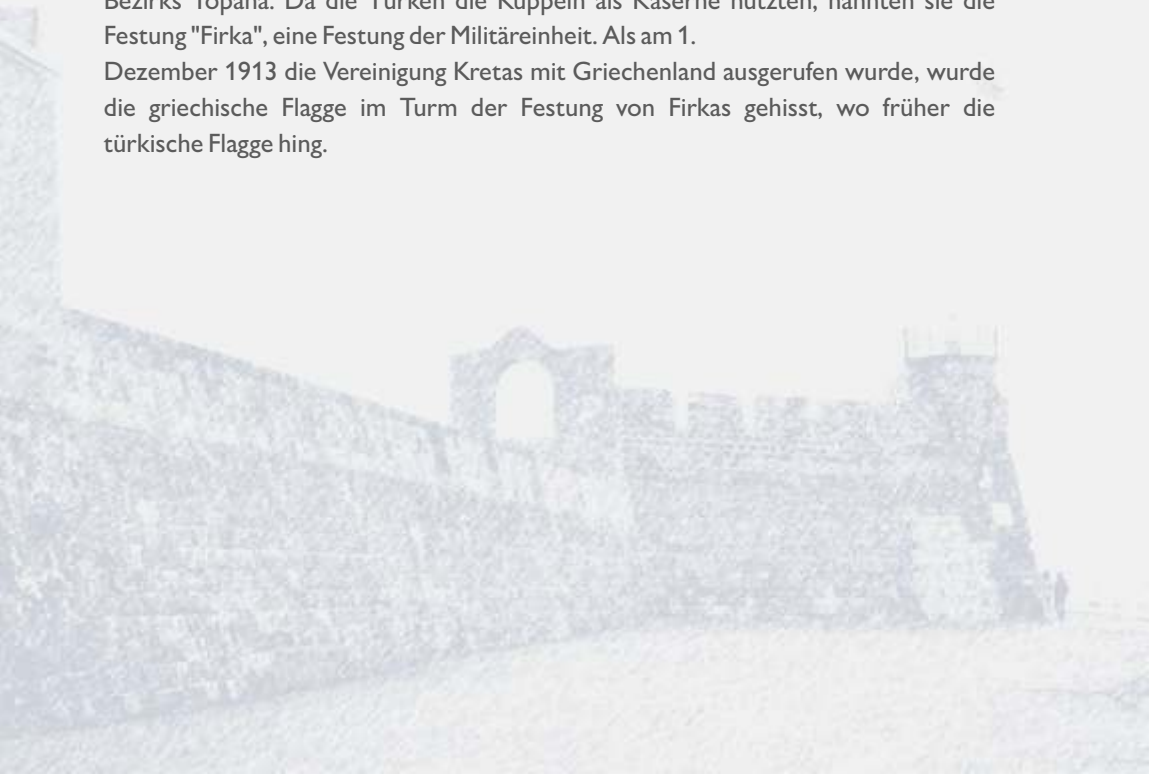 Bezirks Topana. Da die Türken die Kuppeln als Kaserne nutzten, nannten sie die
Festung "Firka", eine Festung der Militäreinheit. Als am 1.
Dezember 1913 die Vereinigung Kretas mit Griechenland ausgerufen wurde, wurde
die griechische Flagge im Turm der Festung von Firkas gehisst, wo früher die
türkische Flagge hing.